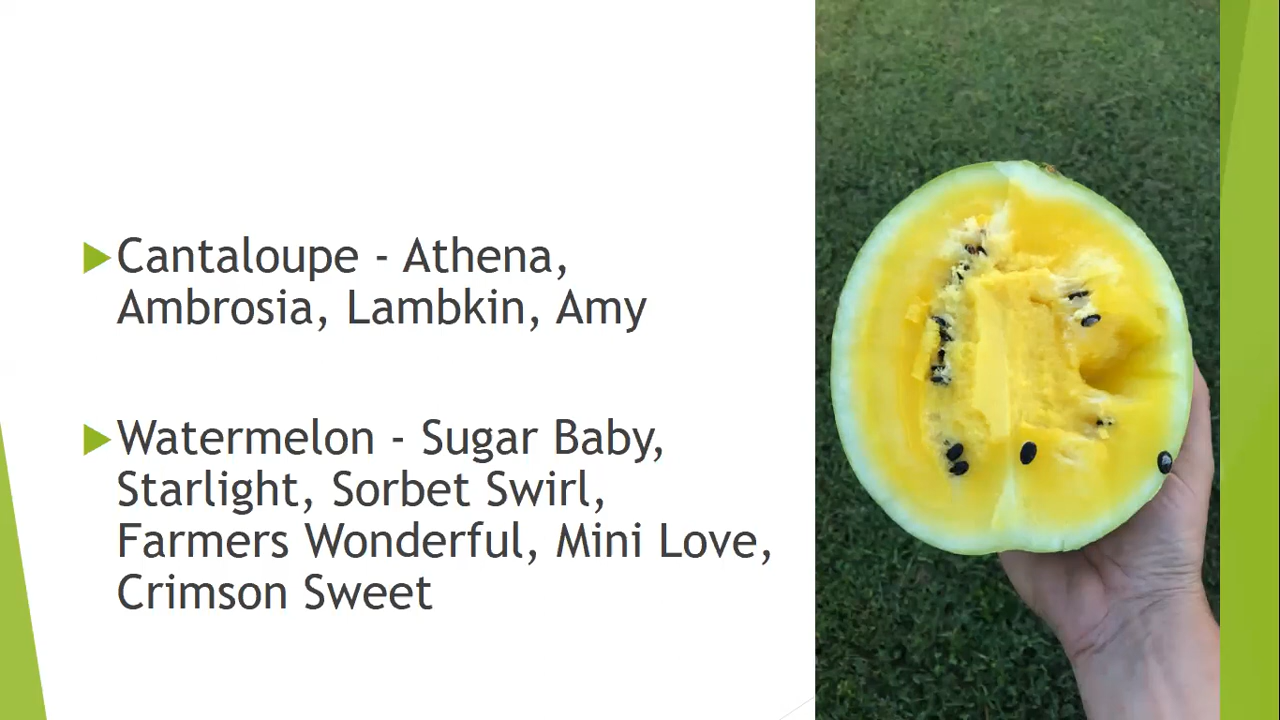 Cantaloupe - Athena,
Ambrosia, Lambkin, Amy
Watermelon - Sugar Baby,
Starlight, Sorbet Swirl,
Farmers Wonderful, Mini Love,
Crimson Sweet